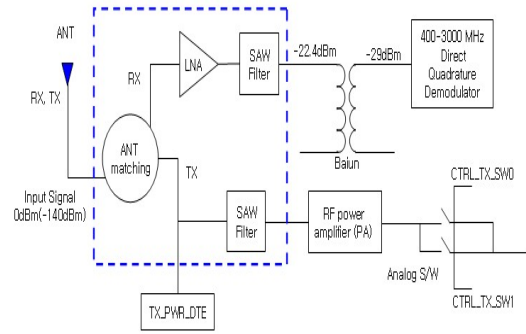 ANT
RX, TX
Input Signal
0dBm(-140dBm)
ANT
matching
RX
TX
LNA
SAW
Filter
-22.4dBm
-29dBm
Baiun
400-3000 MHz
Direct
Quadrature
Demodulator
SAW
Filter
RF power
amplifier (PA)
CTRL_TX_SW0
Analog S/W
CTRL_TX_SW1
TX_PWR_DTE